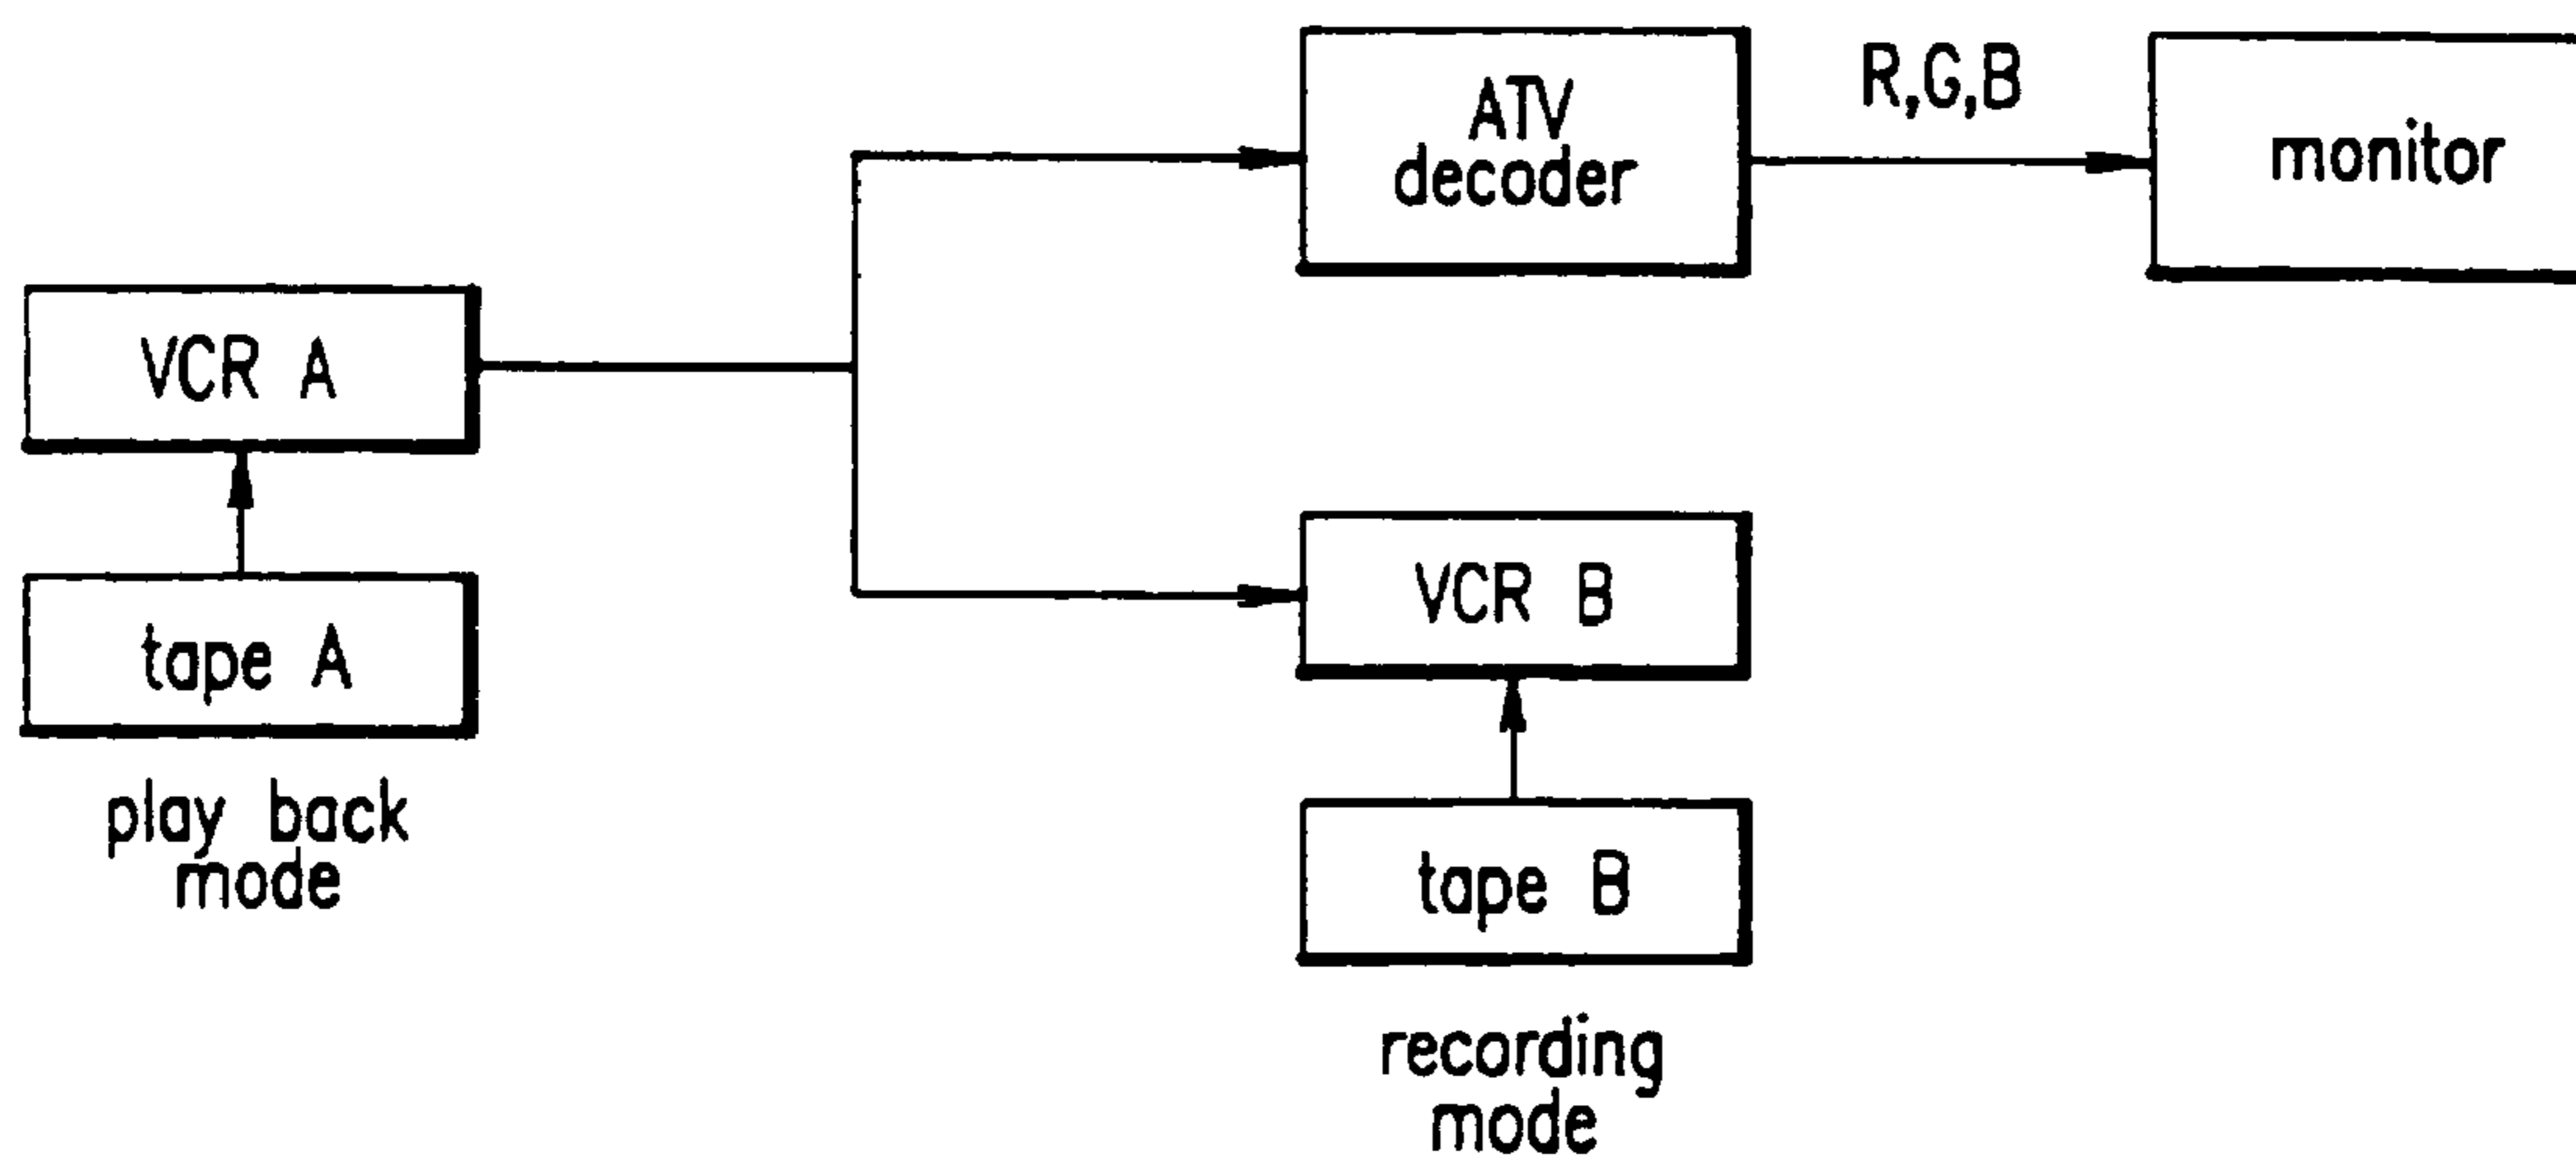 ATV
decoder
R,G,B
monitor
VCR A
tape A
play back
mode
VCR B
tape B
recording
mode